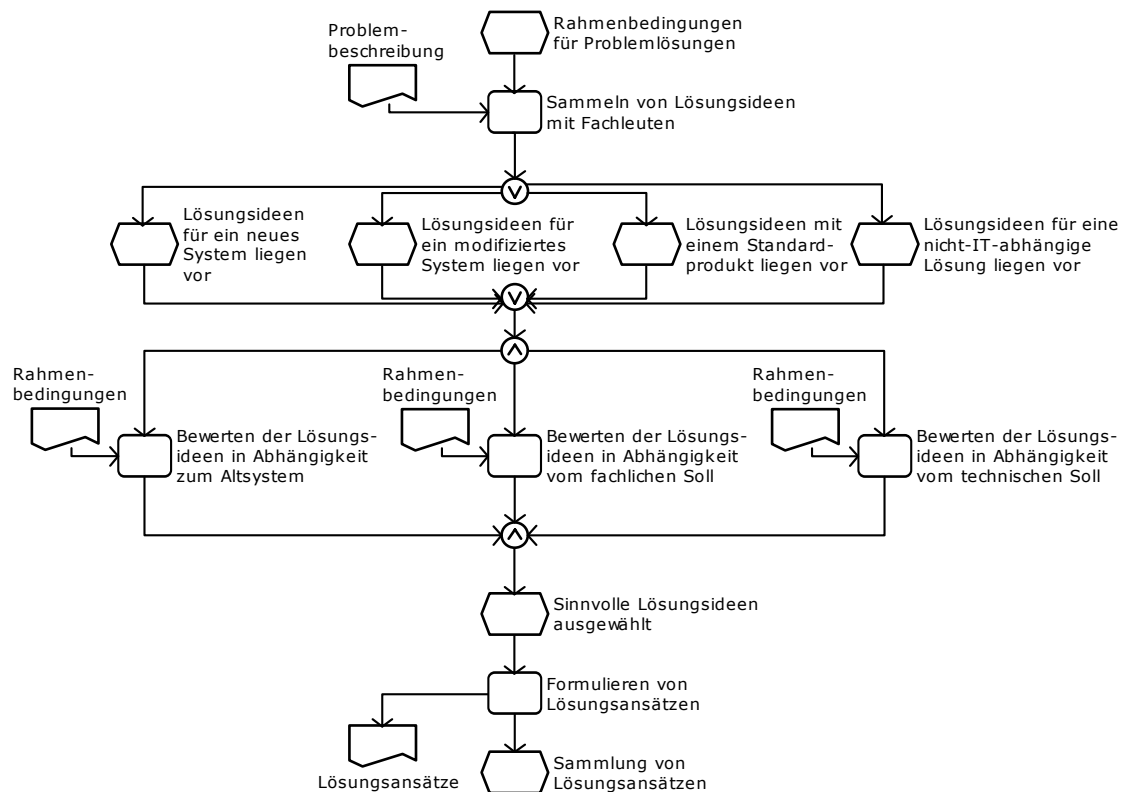 Problem-
beschreibung
Rahmenbedingungen
für Problemlösungen
Sammeln von Lösungsideen
mit Fachleuten
V
Lösungsideen
für ein neues
System liegen
vor
Lösungsideen für
ein modifiziertes
System liegen vor
Lösungsideen mit
einem Standard-
produkt liegen vor
Lösungsideen für eine
nicht-IT-abhängige
Lösung liegen vor
V
Rahmen-
bedingungen
Bewerten der Lösungs-
ideen in Abhängigkeit
zum Altsystem
Rahmen-
bedingungen
Bewerten der Lösungs-
ideen in Abhängigkeit
vom fachlichen Soll
Rahmen-
bedingungen
Bewerten der Lösungs-
ideen in Abhängigkeit
vom technischen Soll
Sinnvolle Lösungsideen
ausgewählt
Formulieren von
Lösungsansätzen
Lösungsansätze
Sammlung von
Lösungsansätzen